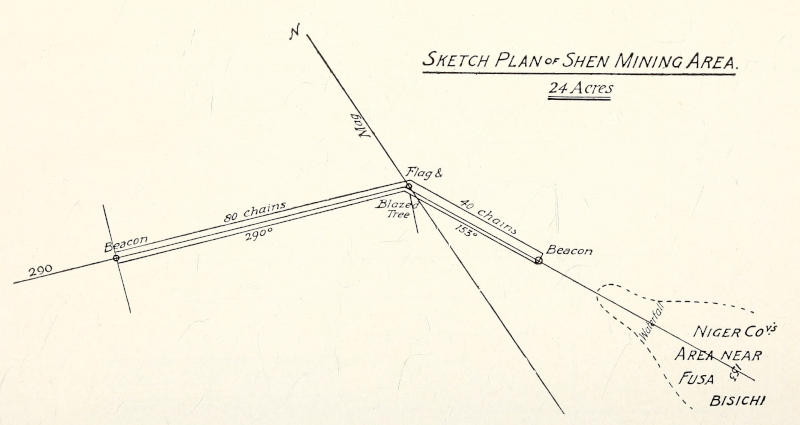 SKETCH PLAN OF SHEN MINING AREA.
24 Acres
N
Mag
Flag &
Blazed
Tree
80 chains
290°
40 chains
153°
Beacon
290
Beacon
Waterfall
NIGER COY'S
AREA NEAR
FUSA
BISICHI
153